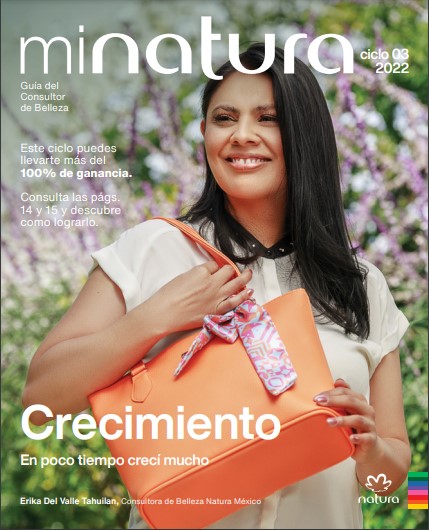 minatura
ciclo 03
2022
Guía del
Consultor
de Belleza
Este ciclo puedes
llevarte más del
100% de ganancia.
Consulta las págs.
14 y 15 y descubre
como lograrlo.
Crecimiento
En poco tiempo crecí mucho
Erika Del Valle Tahuilan, Consultora de Belleza Natura México
natura